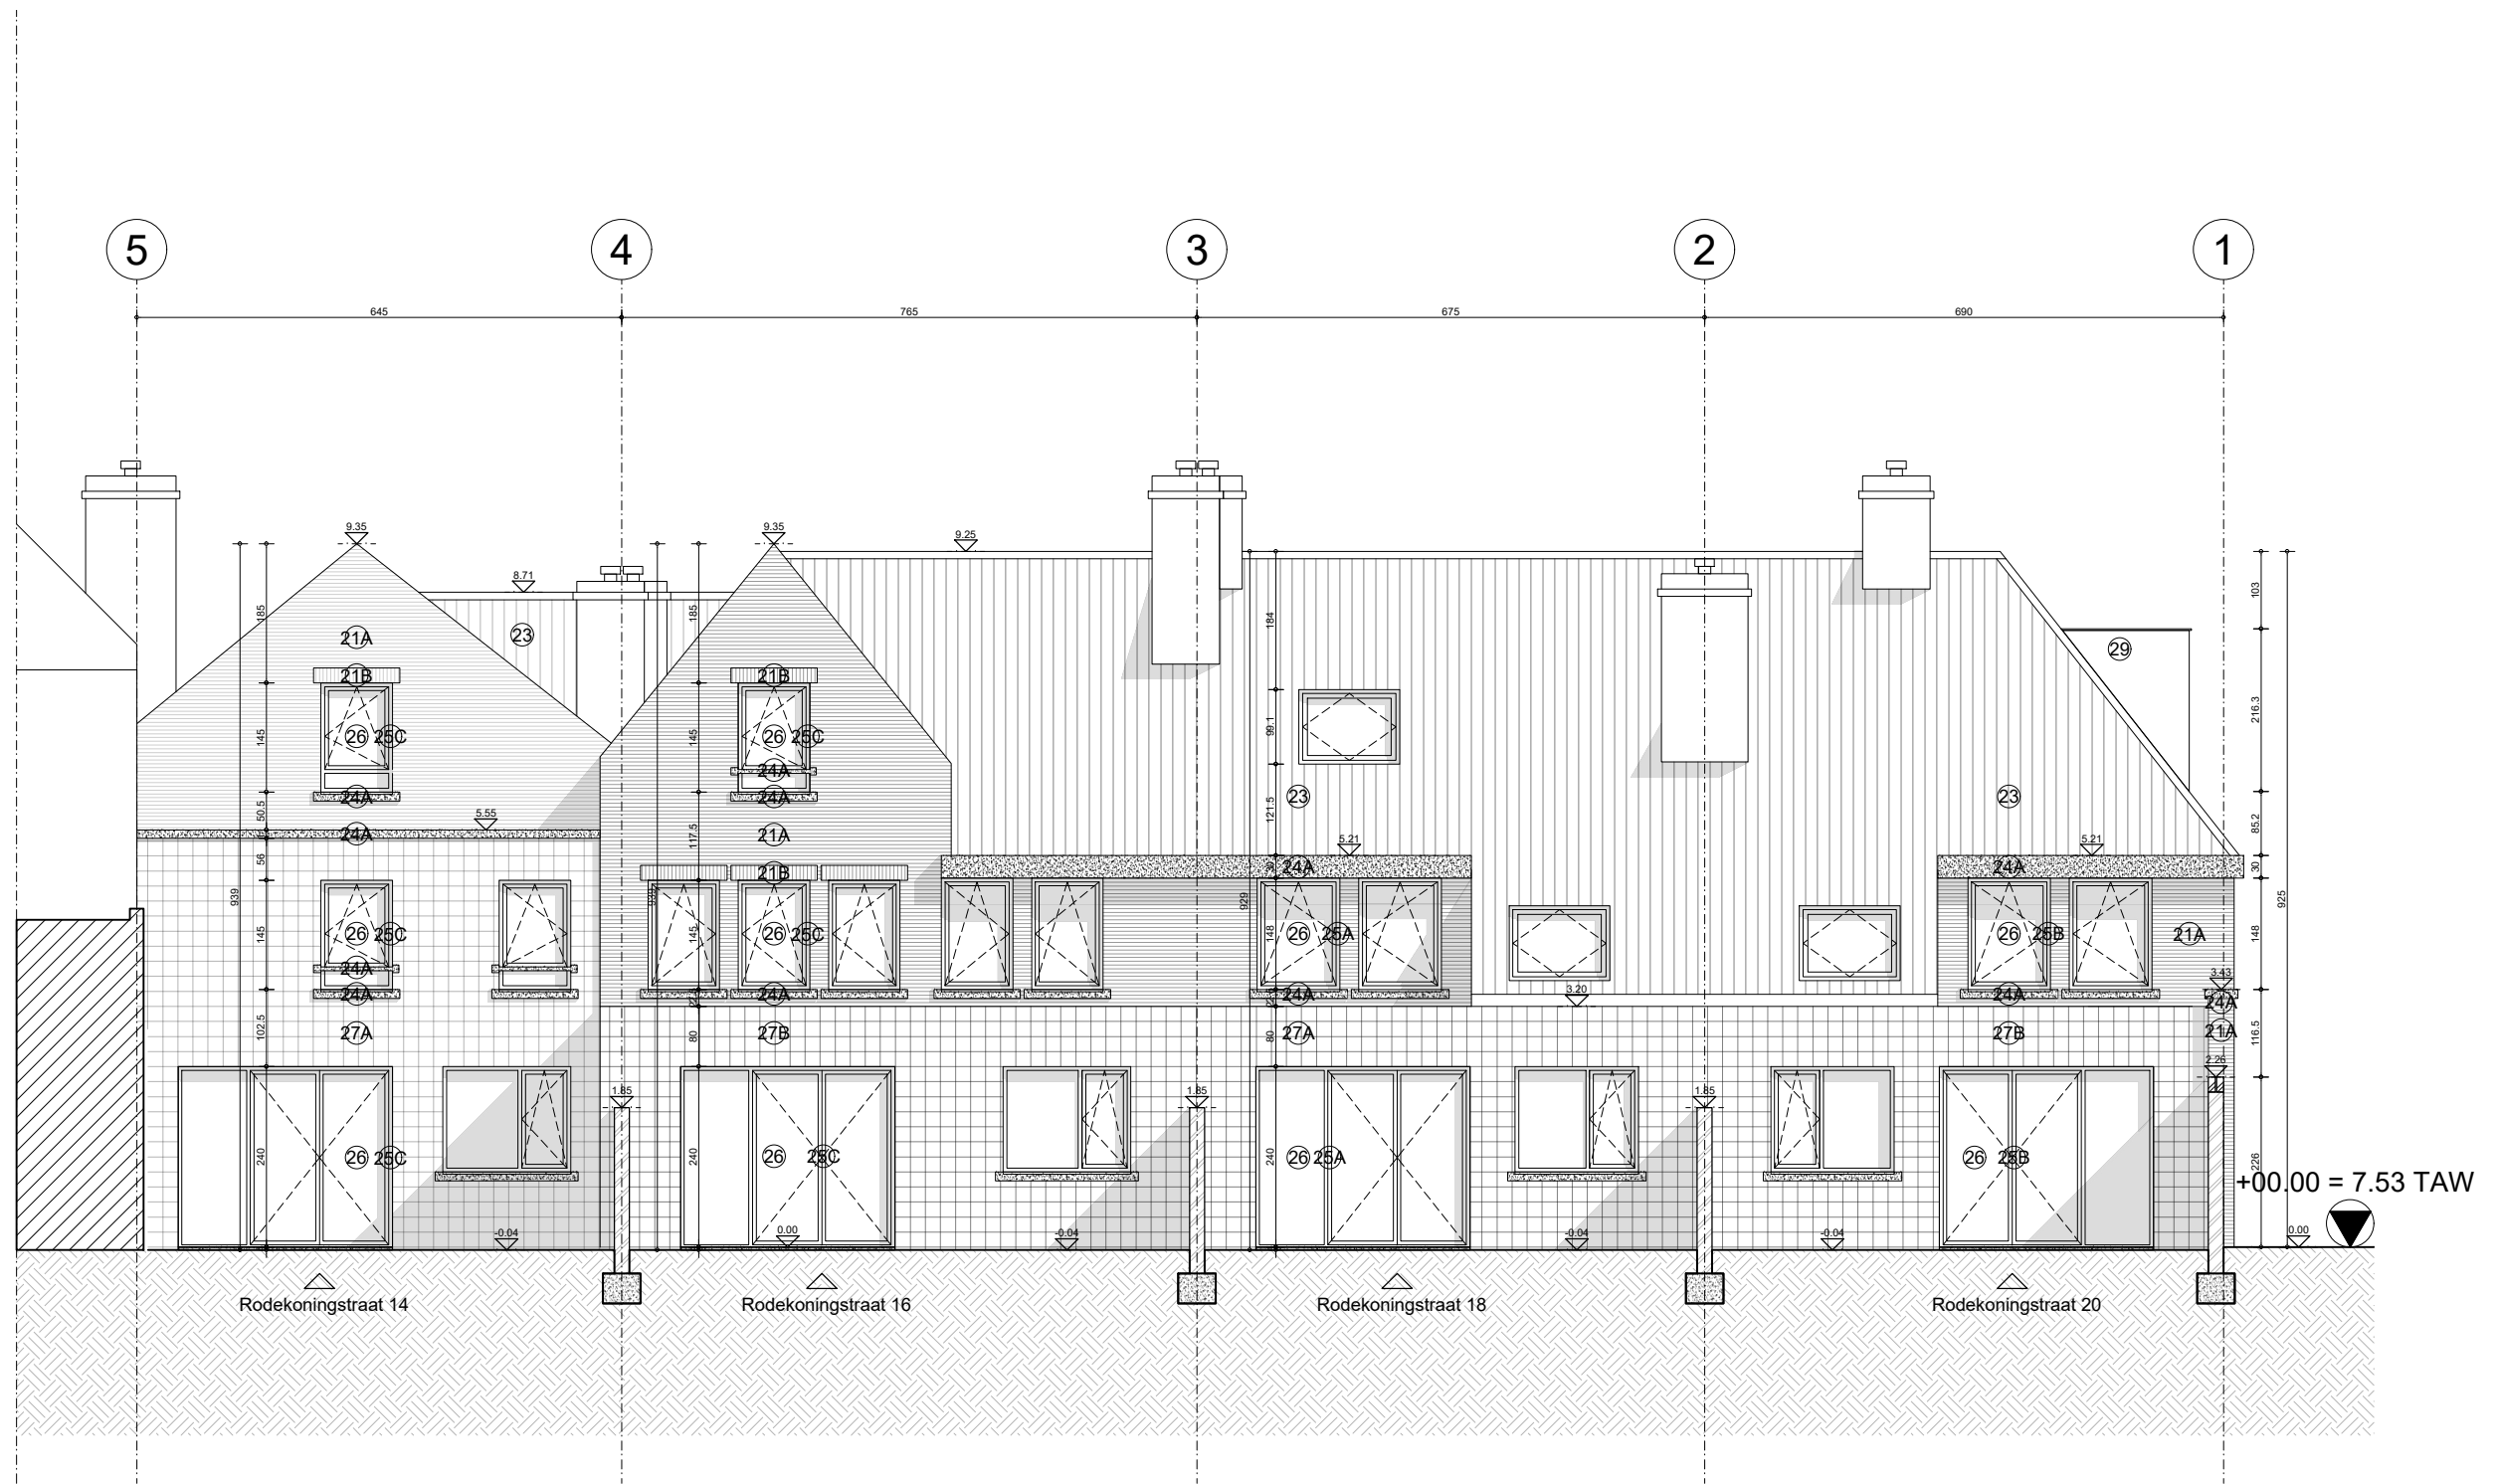 5 4 3 2 1
645 765 675 690
9.35 9.35 9.25
8.71
185 185 184 103
21A 23 29
21B 21B
99.1 216.3
145 26 25C 145 26 25C
24A
24A 24A 23 23
50.5 5.55 117.5 121.5 85.2
24A 21A 5.21 5.21
56 21B 30 24A 24A 30
939 939 929 925
145 26 25C 145 26 25C 148 26 25A 26 25B 21A 148
24A 3.43
24A 24A 24A 3.20 24A 24A
102.5 27A 80 27B 80 27A 27B 21A 116.5
2.26
1.85 1.85 1.85
240 26 25C 240 26 25C 240 26 25A 26 25B 226
+00.00 = 7.53 TAW
-0.04 0.00 -0.04 -0.04 -0.04 0.00
Rodekoningstraat 14 Rodekoningstraat 16 Rodekoningstraat 18 Rodekoningstraat 20